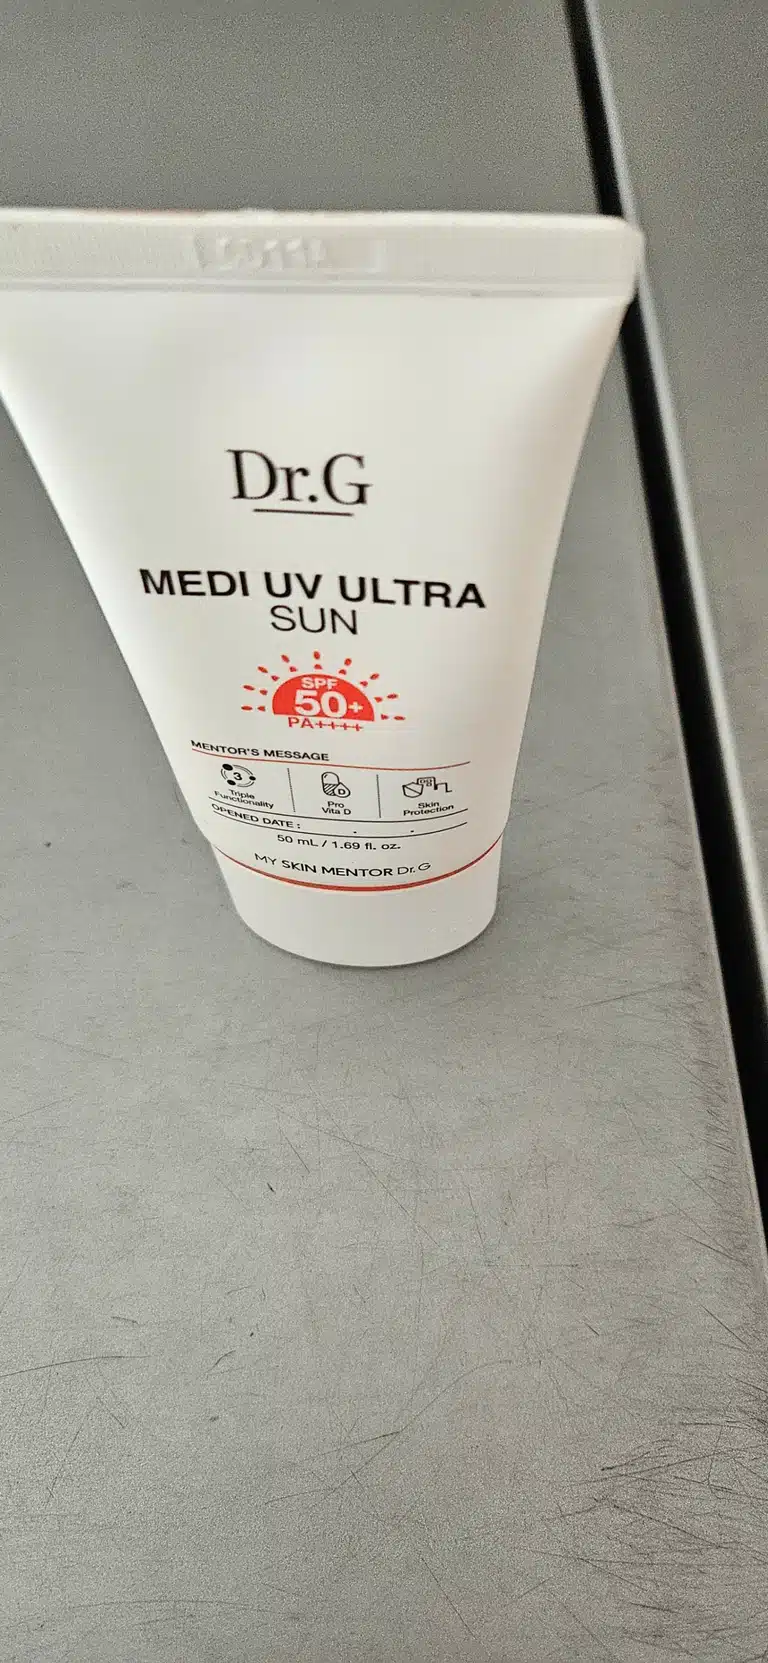 Dr.G
MEDI UV ULTRA
SUN
SPF
50+
PA++++
MENTOR'S MESSAGE
3
Triple
Functionality
D
Pro
Vita D
Skin
Protection
OPENED DATE : . .
50 mL / 1.69 fl. oz.
MY SKIN MENTOR Dr.G